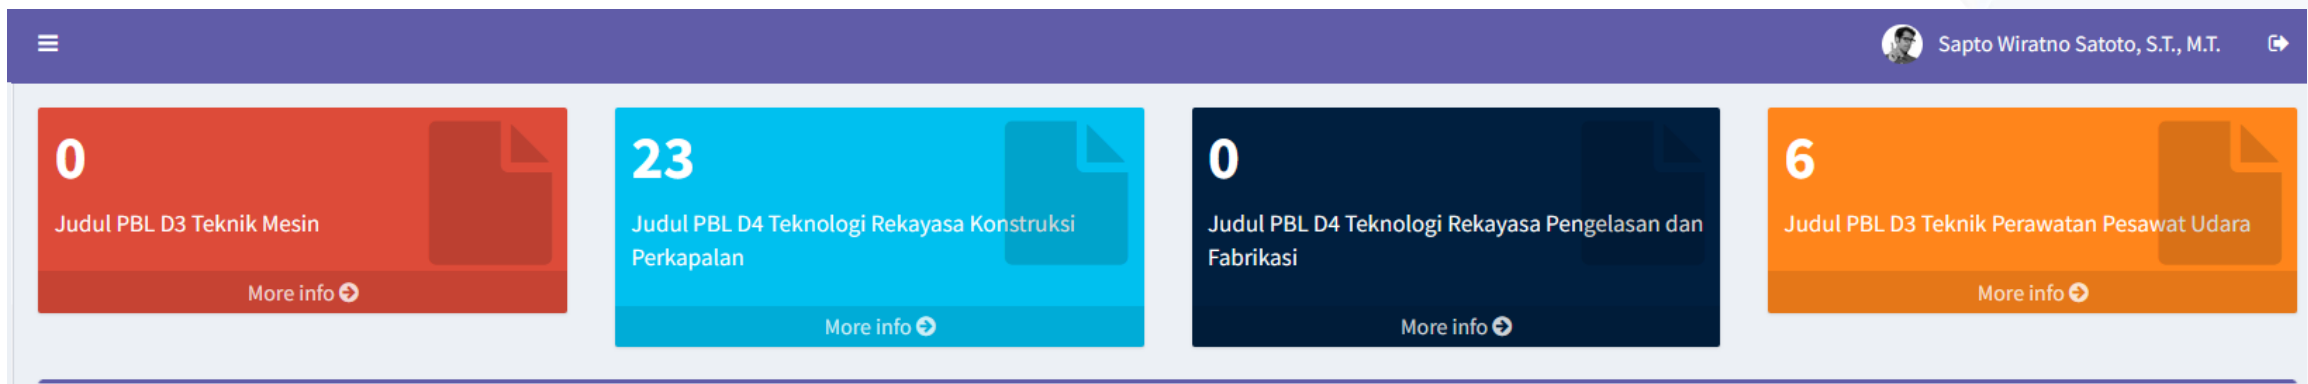 Sapto Wiratno Satoto, S.T., M.T.
0
Judul PBL D3 Teknik Mesin
More info
23
Judul PBL D4 Teknologi Rekayasa Konstruksi
Perkapalan
More info
0
Judul PBL D4 Teknologi Rekayasa Pengelasan dan
Fabrikasi
More info
6
Judul PBL D3 Teknik Perawatan Pesawat Udara
More info